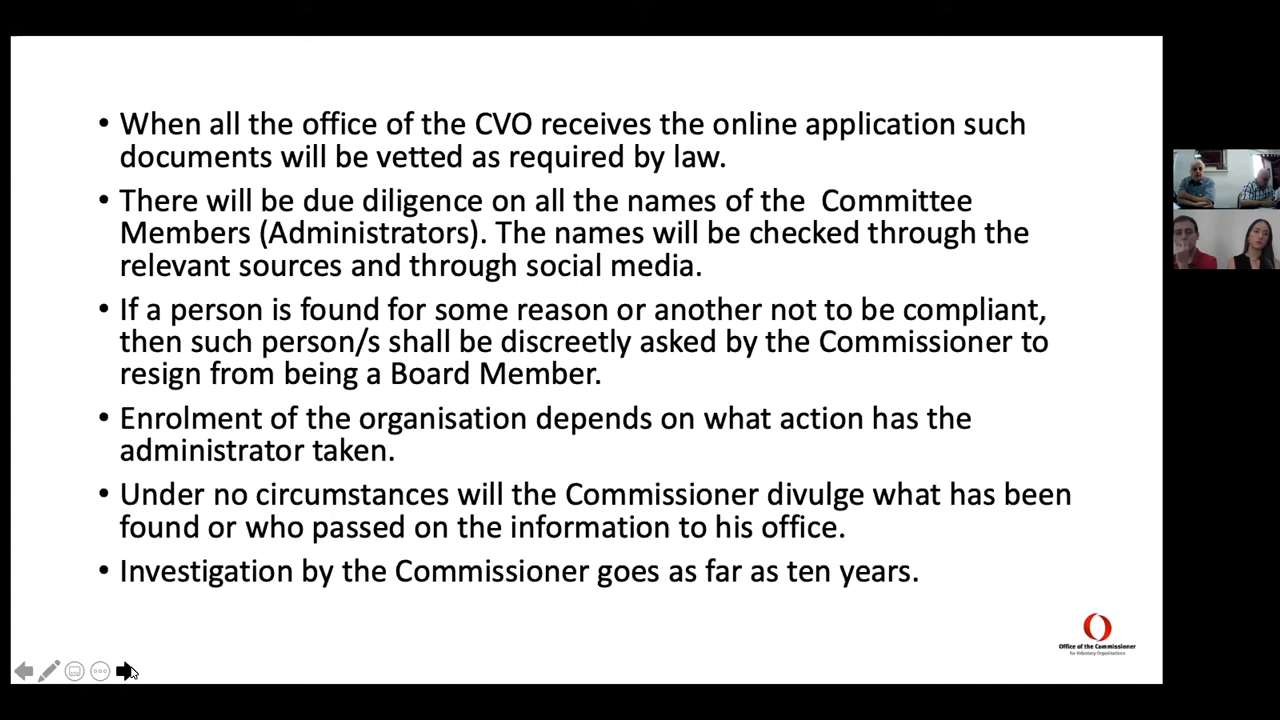 • When all the office of the CVO receives the online application such
documents will be vetted as required by law.
• There will be due diligence on all the names of the  Committee
Members (Administrators). The names will be checked through the
relevant sources and through social media.
• If a person is found for some reason or another not to be compliant,
then such person/s shall be discreetly asked by the Commissioner to
resign from being a Board Member.
• Enrolment of the organisation depends on what action has the
administrator taken.
• Under no circumstances will the Commissioner divulge what has been
found or who passed on the information to his office.
• Investigation by the Commissioner goes as far as ten years.
Office of the Commissioner
for Voluntary Organisations